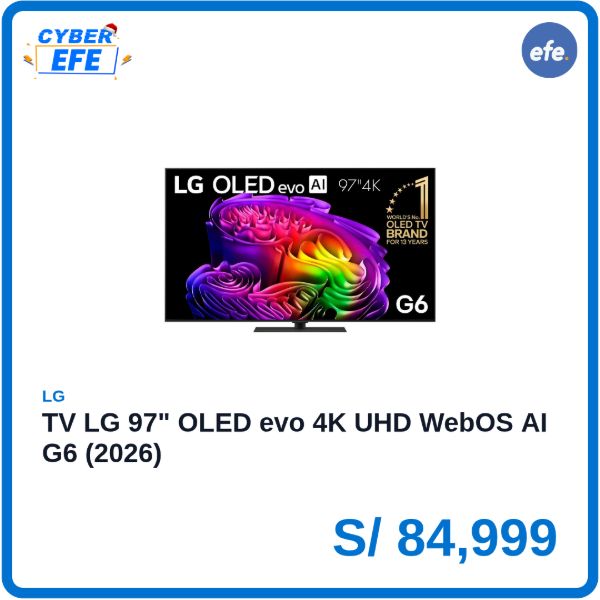 CYBER
EFE
efe.
LG OLED evo AI 97"4K
1
WORLD'S No.
OLED TV
BRAND
FOR 13 YEARS
G6
LG
TV LG 97" OLED evo 4K UHD WebOS AI
G6 (2026)
S/ 84,999